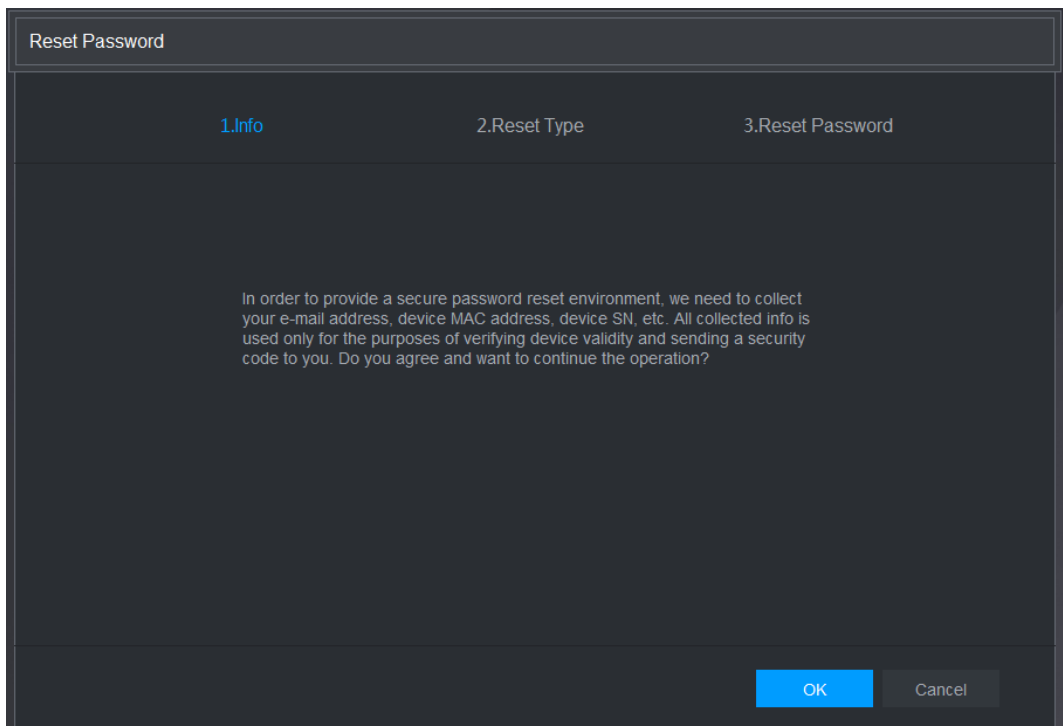 Reset Password
1.Info
2.Reset Type
3.Reset Password
In order to provide a secure password reset environment, we need to collect
your e-mail address, device MAC address, device SN, etc. All collected info is
used only for the purposes of verifying device validity and sending a security
code to you. Do you agree and want to continue the operation?
OK
Cancel